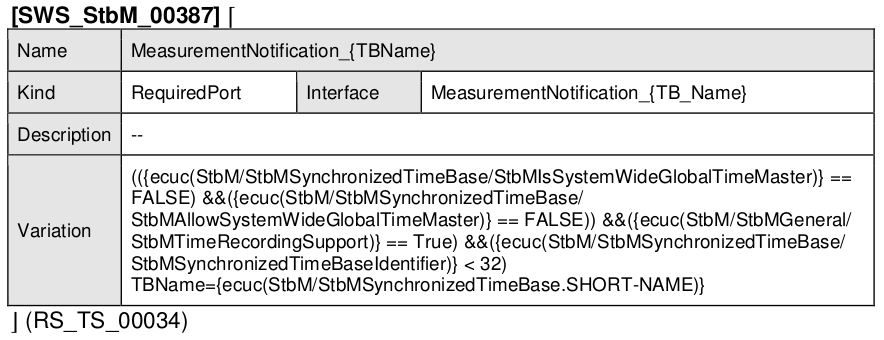 [SWS_StbM_00387] ⌈
Name MeasurementNotification_{TBName}
Kind RequiredPort Interface MeasurementNotification_{TB_Name}
Description --
Variation
(({ecuc(StbM/StbMSynchronizedTimeBase/StbMIsSystemWideGlobalTimeMaster)} ==
FALSE) &&({ecuc(StbM/StbMSynchronizedTimeBase/
StbMAllowSystemWideGlobalTimeMaster)} == FALSE)) &&({ecuc(StbM/StbMGeneral/
StbMTimeRecordingSupport)} == True) &&({ecuc(StbM/StbMSynchronizedTimeBase/
StbMSynchronizedTimeBaseIdentifier)} < 32)
TBName={ecuc(StbM/StbMSynchronizedTimeBase.SHORT-NAME)}
⌋ (RS_TS_00034)